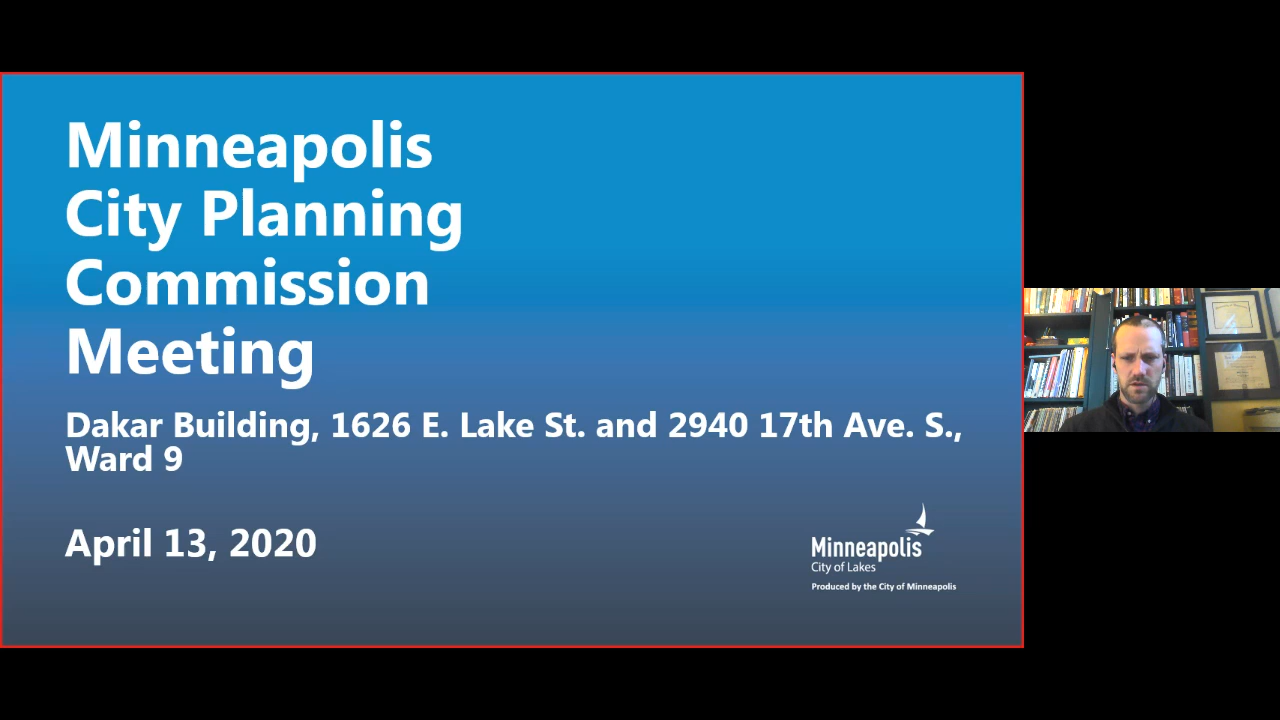 Minneapolis
City Planning
Commission
Meeting
Dakar Building, 1626 E. Lake St. and 2940 17th Ave. S.,
Ward 9
April 13, 2020
Minneapolis
City of Lakes
Produced by the City of Minneapolis